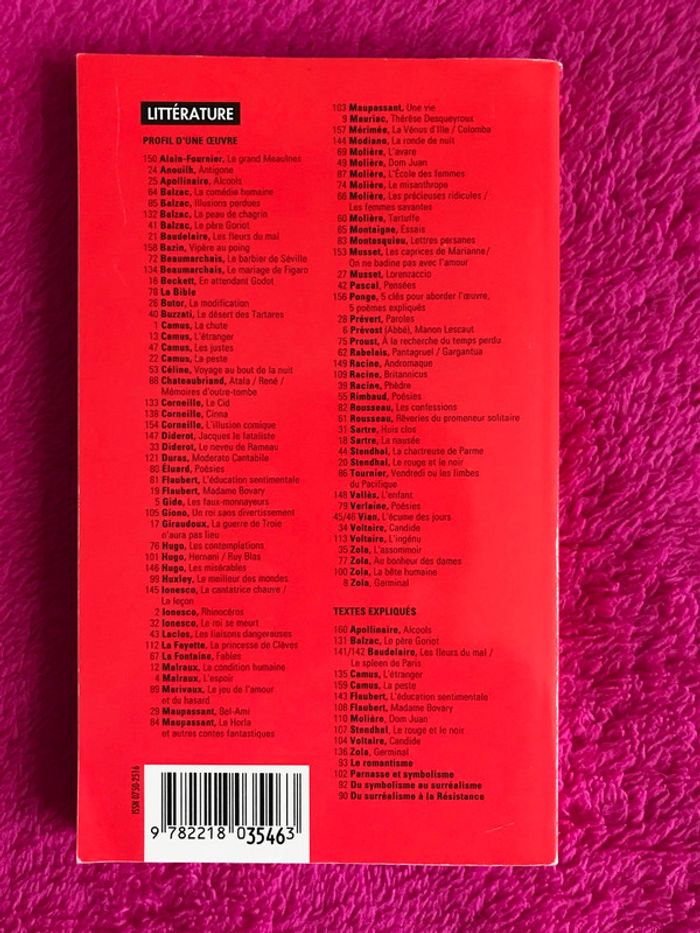 LITTÉRATURE
PROFIL D'UNE ŒUVRE
150 Alain-Fournier, Le grand Meaulnes
24 Anouilh, Antigone
25 Apollinaire, Alcools
64 Balzac, La comédie humaine
85 Balzac, Illusions perdues
132 Balzac, La peau de chagrin
41 Balzac, Le père Goriot
21 Baudelaire, Les fleurs du mal
158 Bazin, Vipère au poing
72 Beaumarchais, Le barbier de Séville
134 Beaumarchais, Le mariage de Figaro
16 Beckett, En attendant Godot
78 La Bible
26 Butor, La modification
40 Buzzati, Le désert des Tartares
1 Camus, La chute
13 Camus, L'étranger
47 Camus, Les justes
22 Camus, La peste
53 Céline, Voyage au bout de la nuit
88 Chateaubriand, Atala / René /
Mémoires d'outre-tombe
133 Corneille, Le Cid
138 Corneille, Cinna
154 Corneille, L'illusion comique
147 Diderot, Jacques le fataliste
33 Diderot, Le neveu de Rameau
121 Duras, Moderato Cantabile
80 Éluard, Poésies
81 Flaubert, L'éducation sentimentale
19 Flaubert, Madame Bovary
5 Gide, Les faux-monnayeurs
105 Giono, Un roi sans divertissement
17 Giraudoux, La guerre de Troie
n'aura pas lieu
76 Hugo, Les contemplations
101 Hugo, Hernani / Ruy Blas
146 Hugo, Les misérables
99 Huxley, Le meilleur des mondes
145 Ionesco, La cantatrice chauve /
La leçon
2 Ionesco, Rhinocéros
32 Ionesco, Le roi se meurt
43 Laclos, Les liaisons dangereuses
112 La Fayette, La princesse de Clèves
67 La Fontaine, Fables
12 Malraux, La condition humaine
4 Malraux, L'espoir
89 Marivaux, Le jeu de l'amour
et du hasard
29 Maupassant, Bel-Ami
84 Maupassant, Le Horla
et autres contes fantastiques
103 Maupassant, Une vie
9 Mauriac, Thérèse Desqueyroux
157 Mérimée, La Vénus d'Ille / Colomba
144 Modiano, La ronde de nuit
69 Molière, L'avare
49 Molière, Dom Juan
87 Molière, L'École des femmes
74 Molière, Le misanthrope
66 Molière, Les précieuses ridicules /
Les femmes savantes
60 Molière, Tartuffe
65 Montaigne, Essais
83 Montesquieu, Lettres persanes
153 Musset, Les caprices de Marianne /
On ne badine pas avec l'amour
27 Musset, Lorenzaccio
42 Pascal, Pensées
156 Ponge, 5 clés pour aborder l'œuvre,
5 poèmes expliqués
28 Prévert, Paroles
6 Prévost (Abbé), Manon Lescaut
75 Proust, À la recherche du temps perdu
62 Rabelais, Pantagruel / Gargantua
149 Racine, Andromaque
109 Racine, Britannicus
39 Racine, Phèdre
55 Rimbaud, Poésies
82 Rousseau, Les confessions
61 Rousseau, Rêveries du promeneur solitaire
31 Sartre, Huis clos
18 Sartre, La nausée
44 Stendhal, La chartreuse de Parme
20 Stendhal, Le rouge et le noir
86 Tournier, Vendredi ou les limbes
du Pacifique
148 Vallès, L'enfant
79 Verlaine, Poésies
45/46 Vian, L'écume des jours
34 Voltaire, Candide
113 Voltaire, L'ingénu
35 Zola, L'assommoir
77 Zola, Au bonheur des dames
100 Zola, La bête humaine
8 Zola, Germinal
TEXTES EXPLIQUÉS
160 Apollinaire, Alcools
131 Balzac, Le père Goriot
141/142 Baudelaire, Les fleurs du mal /
Le spleen de Paris
135 Camus, L'étranger
159 Camus, La peste
143 Flaubert, L'éducation sentimentale
108 Flaubert, Madame Bovary
110 Molière, Dom Juan
107 Stendhal, Le rouge et le noir
104 Voltaire, Candide
136 Zola, Germinal
93 Le romantisme
102 Parnasse et symbolisme
92 Du symbolisme au surréalisme
90 Du surréalisme à la Résistance
ISSN 0750-2516
9 782218 035463